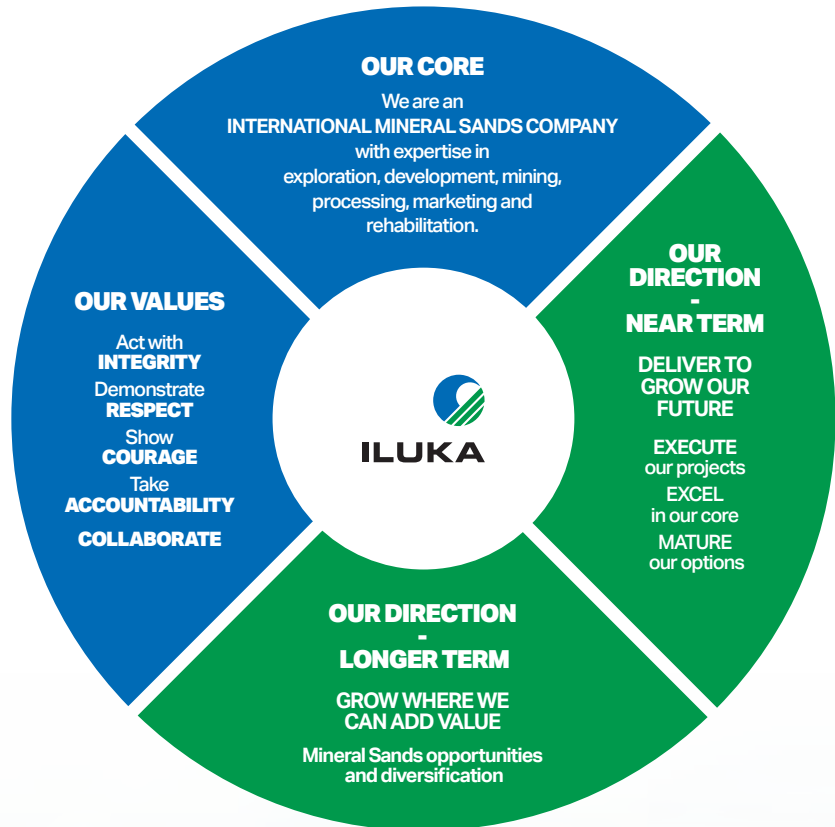 OUR CORE
We are an
INTERNATIONAL MINERAL SANDS COMPANY
with expertise in
exploration, development, mining,
processing, marketing and
rehabilitation.
OUR
DIRECTION
-
NEAR TERM
DELIVER TO
GROW OUR
FUTURE
EXECUTE
our projects
EXCEL
in our core
MATURE
our options
OUR DIRECTION
-
LONGER TERM
GROW WHERE WE
CAN ADD VALUE
Mineral Sands opportunities
and diversification
OUR VALUES
Act with
INTEGRITY
Demonstrate
RESPECT
Show
COURAGE
Take
ACCOUNTABILITY
COLLABORATE
ILUKA